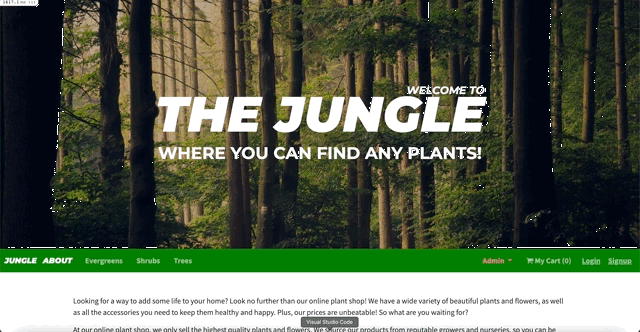 1617.1 ms
WELCOME TO
THE JUNGLE
WHERE YOU CAN FIND ANY PLANTS!
JUNGLE ABOUT Evergreens Shrubs Trees Admin My Cart (0) Login Signup
Looking for a way to add some life to your home? Look no further than our online plant shop! We have a wide variety of beautiful plants and flowers, as well
as all the accessories you need to keep them healthy and happy. Plus, our prices are unbeatable! So what are you waiting for?
At our online plant shop, we only sell the highest quality plants and flowers. We source our products from reputable growers and nurseries, so you can be
Visual Studio Code